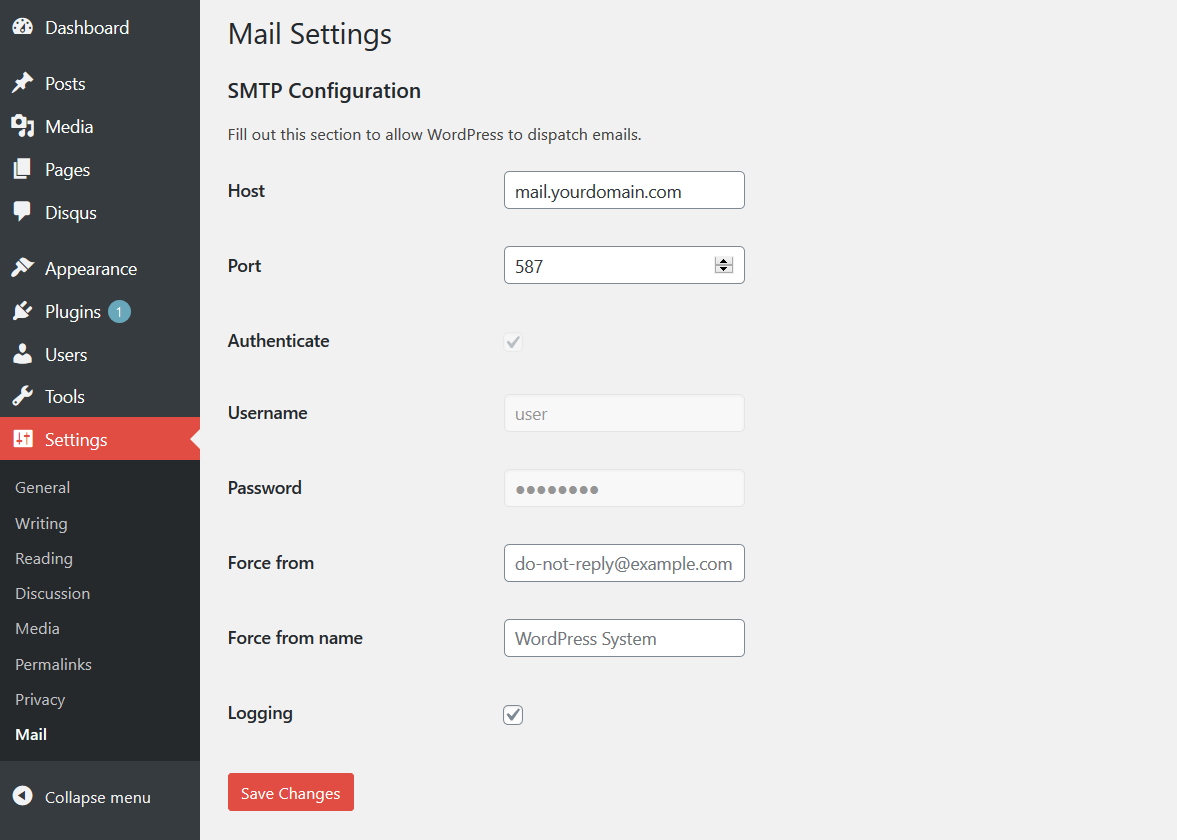 Dashboard
Posts
Media
Pages
Disqus
Appearance
Plugins 1
Users
Tools
Settings
General
Writing
Reading
Discussion
Media
Permalinks
Privacy
Mail
Collapse menu
Mail Settings
SMTP Configuration
Fill out this section to allow WordPress to dispatch emails.
Host mail.yourdomain.com
Port 587
Authenticate
Username user
Password ●●●●●●●●
Force from do-not-reply@example.com
Force from name WordPress System
Logging
Save Changes